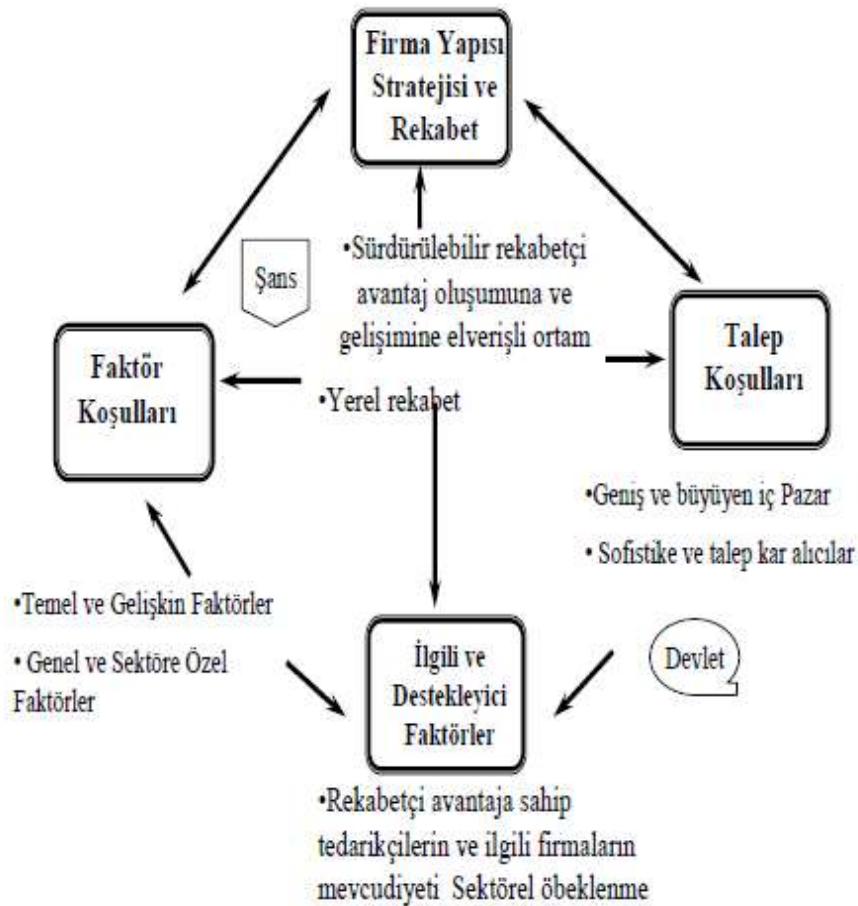 Firma Yapısı
Stratejisi ve
Rekabet
Şans
•Sürdürülebilir rekabetçi
avantaj oluşumuna ve
gelişimine elverişli ortam
•Yerel rekabet
Faktör
Koşulları
Talep
Koşulları
•Geniş ve büyüyen iç Pazar
• Sofistike ve talep kar alıcılar
•Temel ve Gelişkin Faktörler
• Genel ve Sektöre Özel
Faktörler
İlgili ve
Destekleyici
Faktörler
Devlet
•Rekabetçi avantaja sahip
tedarikçilerin ve ilgili firmaların
mevcudiyeti Sektörel öbeklenme